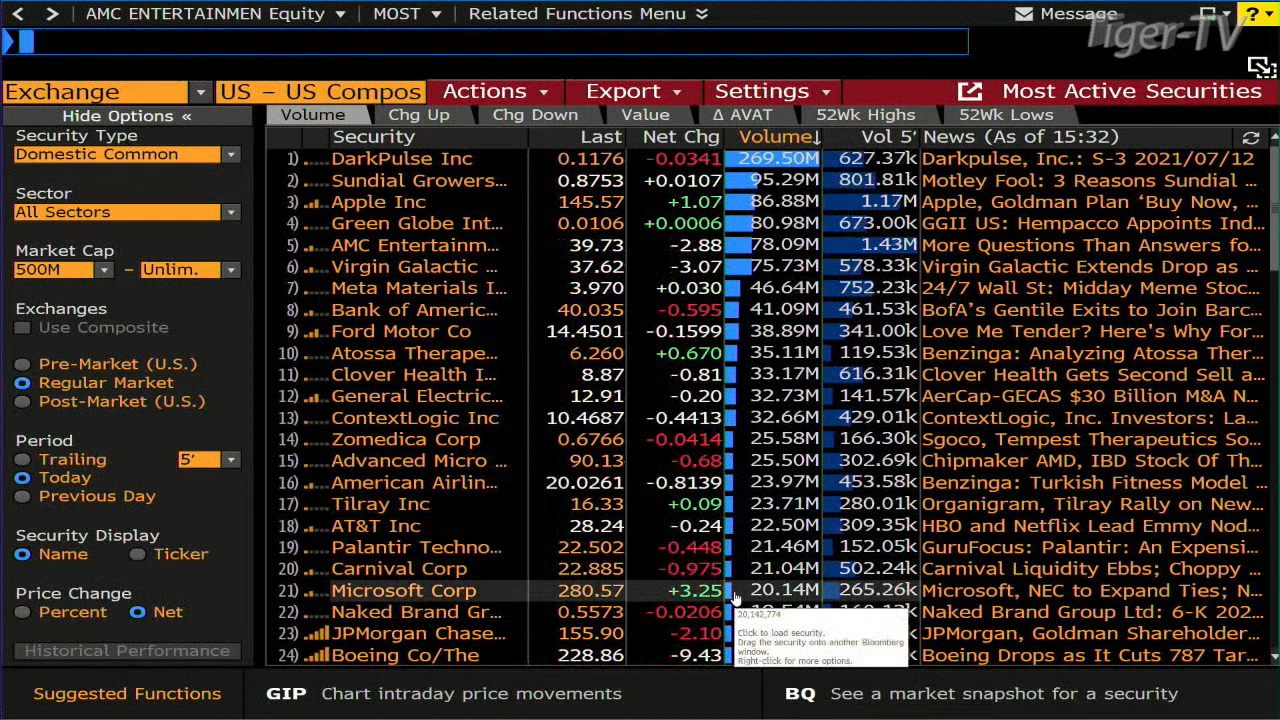 AMC ENTERTAINMEN Equity MOST Related Functions Menu Message ?
Tiger-TV
Exchange US - US Compos Actions Export Settings Most Active Securities
Hide Options « Volume Chg Up Chg Down Value Δ AVAT 52Wk Highs 52Wk Lows
Security Type
Domestic Common
Sector
All Sectors
Market Cap
500M - Unlim.
Exchanges
Use Composite
Pre-Market (U.S.)
Regular Market
Post-Market (U.S.)
Period
Trailing 5'
Today
Previous Day
Security Display
Name Ticker
Price Change
Percent Net
Historical Performance
Security Last Net Chg Volume↓ Vol 5' News (As of 15:32)
1) DarkPulse Inc 0.1176 -0.0341 269.50M 627.37k Darkpulse, Inc.: S-3 2021/07/12
2) Sundial Growers... 0.8753 +0.0107 95.29M 801.81k Motley Fool: 3 Reasons Sundial ...
3) Apple Inc 145.57 +1.07 86.88M 1.17M Apple, Goldman Plan ‘Buy Now, ...
4) Green Globe Int... 0.0106 +0.0006 80.98M 673.00k GGII US: Hempacco Appoints Ind...
5) AMC Entertainm... 39.73 -2.88 78.09M 1.43M More Questions Than Answers fo...
6) Virgin Galactic ... 37.62 -3.07 75.73M 578.33k Virgin Galactic Extends Drop as ...
7) Meta Materials I... 3.970 +0.030 46.64M 752.23k 24/7 Wall St: Midday Meme Stoc...
8) Bank of Americ... 40.035 -0.595 41.09M 461.53k BofA's Gentile Exits to Join Barc...
9) Ford Motor Co 14.4501 -0.1599 38.89M 341.00k Love Me Tender? Here's Why For...
10) Atossa Therape... 6.260 +0.670 35.11M 119.53k Benzinga: Analyzing Atossa Ther...
11) Clover Health I... 8.87 -0.81 33.17M 616.31k Clover Health Gets Second Sell a...
12) General Electric... 12.91 -0.20 32.73M 141.57k AerCap-GECAS $30 Billion M&A N...
13) ContextLogic Inc 10.4687 -0.4413 32.66M 429.01k ContextLogic, Inc. Investors: La...
14) Zomedica Corp 0.6766 -0.0414 25.58M 166.30k Sgoco, Tempest Therapeutics So...
15) Advanced Micro ... 90.13 -0.68 25.50M 302.69k Chipmaker AMD, IBD Stock Of Th...
16) American Airlin... 20.0261 -0.8139 23.97M 453.58k Benzinga: Turkish Fitness Model ...
17) Tilray Inc 16.33 +0.09 23.71M 280.01k Organigram, Tilray Rally on New...
18) AT&T Inc 28.24 -0.24 22.50M 309.35k HBO and Netflix Lead Emmy Nod...
19) Palantir Techno... 22.502 -0.448 21.46M 152.05k GuruFocus: Palantir: An Expensi...
20) Carnival Corp 22.885 -0.975 21.04M 502.24k Carnival Liquidity Ebbs; Choppy ...
21) Microsoft Corp 280.57 +3.25 20.14M 265.26k Microsoft, NEC to Expand Ties; N...
22) Naked Brand Gr... 0.5573 -0.0206 Naked Brand Group Ltd: 6-K 202...
23) JPMorgan Chase... 155.90 -2.10 JPMorgan, Goldman Shareholder...
24) Boeing Co/The 228.86 -9.43 Boeing Drops as It Cuts 787 Tar...
20,142,774
Click to load security.
Drag the security onto another Bloomberg
window.
Right-click for more options.
Suggested Functions GIP Chart intraday price movements BQ See a market snapshot for a security